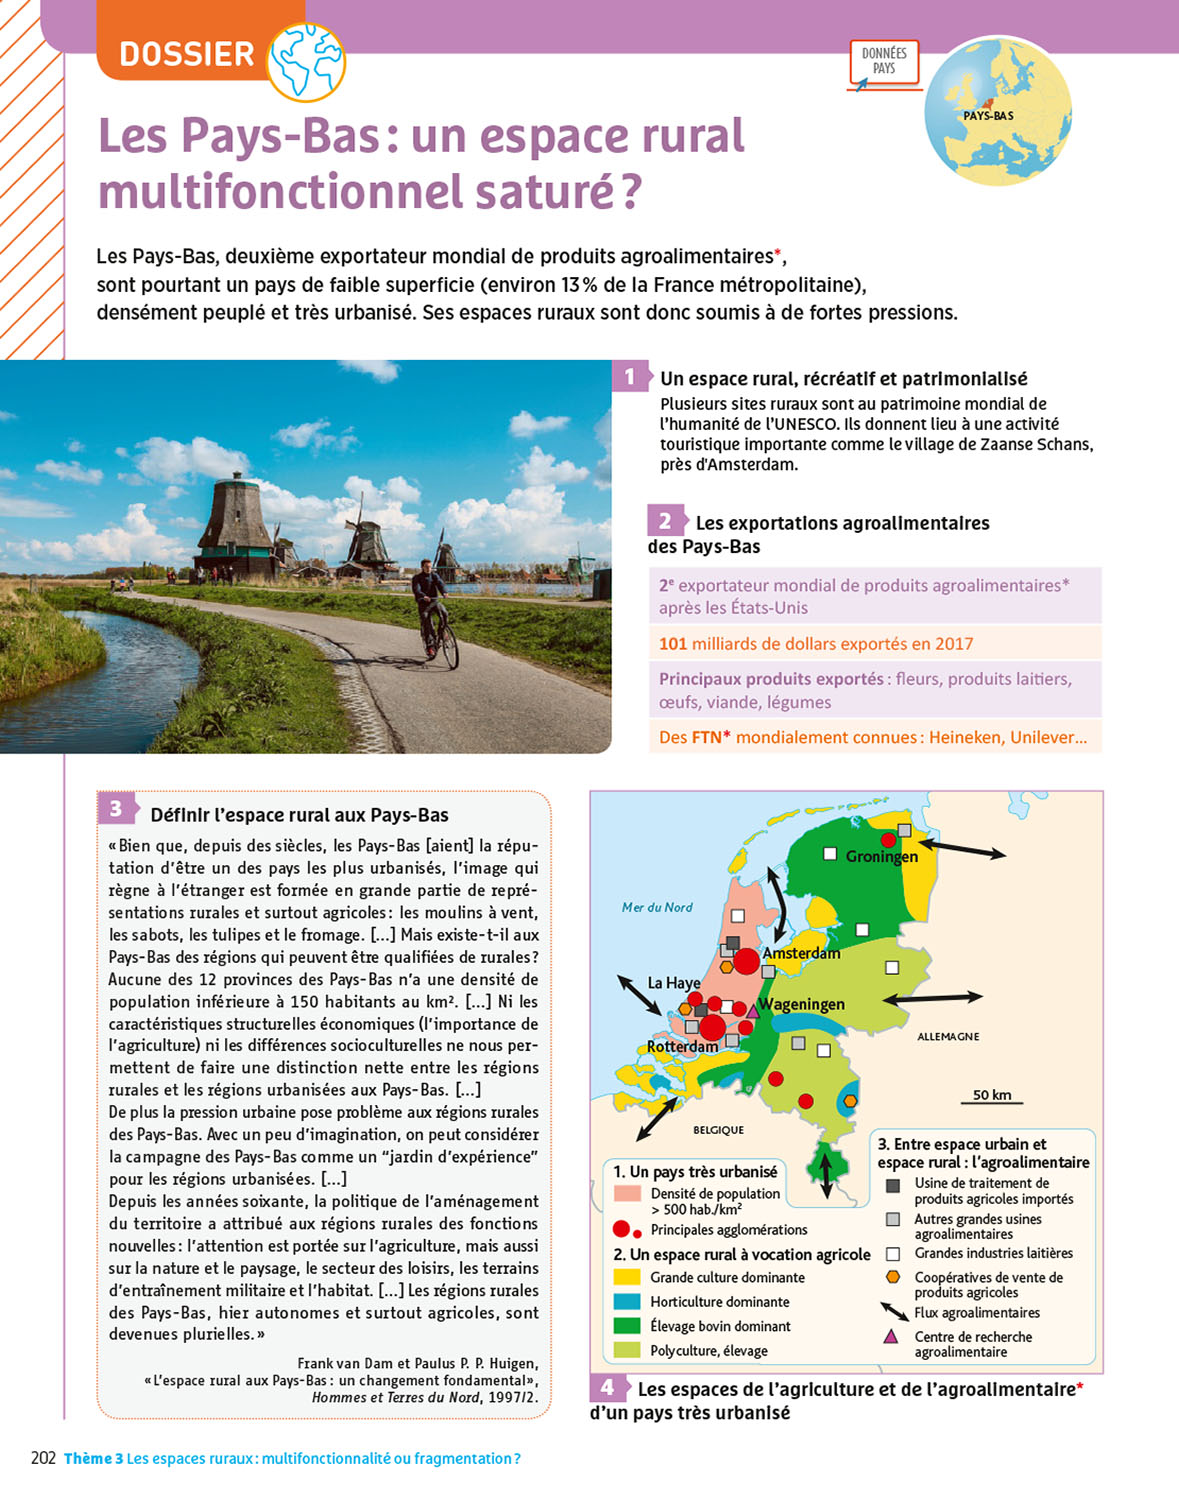 DOSSIER
DONNÉES
PAYS
PAYS-BAS
Les Pays-Bas : un espace rural
multifonctionnel saturé ?
Les Pays-Bas, deuxième exportateur mondial de produits agroalimentaires*,
sont pourtant un pays de faible superficie (environ 13 % de la France métropolitaine),
densément peuplé et très urbanisé. Ses espaces ruraux sont donc soumis à de fortes pressions.
1 Un espace rural, récréatif et patrimonialisé
Plusieurs sites ruraux sont au patrimoine mondial de
l'humanité de l'UNESCO. Ils donnent lieu à une activité
touristique importante comme le village de Zaanse Schans,
près d'Amsterdam.
2 Les exportations agroalimentaires
des Pays-Bas
2e exportateur mondial de produits agroalimentaires*
après les États-Unis
101 milliards de dollars exportés en 2017
Principaux produits exportés : fleurs, produits laitiers,
œufs, viande, légumes
Des FTN* mondialement connues : Heineken, Unilever...
3 Définir l'espace rural aux Pays-Bas
« Bien que, depuis des siècles, les Pays-Bas [aient] la répu-
tation d'être un des pays les plus urbanisés, l'image qui
règne à l'étranger est formée en grande partie de repré-
sentations rurales et surtout agricoles : les moulins à vent,
les sabots, les tulipes et le fromage. [...] Mais existe-t-il aux
Pays-Bas des régions qui peuvent être qualifiées de rurales ?
Aucune des 12 provinces des Pays-Bas n'a une densité de
population inférieure à 150 habitants au km². [...] Ni les
caractéristiques structurelles économiques (l'importance de
l'agriculture) ni les différences socioculturelles ne nous per-
mettent de faire une distinction nette entre les régions
rurales et les régions urbanisées aux Pays-Bas. [...]
De plus la pression urbaine pose problème aux régions rurales
des Pays-Bas. Avec un peu d'imagination, on peut considérer
la campagne des Pays-Bas comme un “jardin d'expérience”
pour les régions urbanisées. [...]
Depuis les années soixante, la politique de l'aménagement
du territoire a attribué aux régions rurales des fonctions
nouvelles : l'attention est portée sur l'agriculture, mais aussi
sur la nature et le paysage, le secteur des loisirs, les terrains
d'entraînement militaire et l'habitat. [...] Les régions rurales
des Pays-Bas, hier autonomes et surtout agricoles, sont
devenues plurielles. »
Frank van Dam et Paulus P. P. Huigen,
« L'espace rural aux Pays-Bas : un changement fondamental »,
Hommes et Terres du Nord, 1997/2.
Groningen
Mer du Nord
Amsterdam
La Haye
Wageningen
Rotterdam
ALLEMAGNE
50 km
BELGIQUE
1. Un pays très urbanisé
Densité de population
> 500 hab./km²
Principales agglomérations
2. Un espace rural à vocation agricole
Grande culture dominante
Horticulture dominante
Élevage bovin dominant
Polyculture, élevage
3. Entre espace urbain et
espace rural : l'agroalimentaire
Usine de traitement de
produits agricoles importés
Autres grandes usines
agroalimentaires
Grandes industries laitières
Coopératives de vente de
produits agricoles
Flux agroalimentaires
Centre de recherche
agroalimentaire
4 Les espaces de l'agriculture et de l'agroalimentaire*
d'un pays très urbanisé
202 Thème 3 Les espaces ruraux : multifonctionnalité ou fragmentation ?